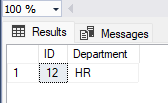 100 %
Results Messages
ID Department
1 12 HR